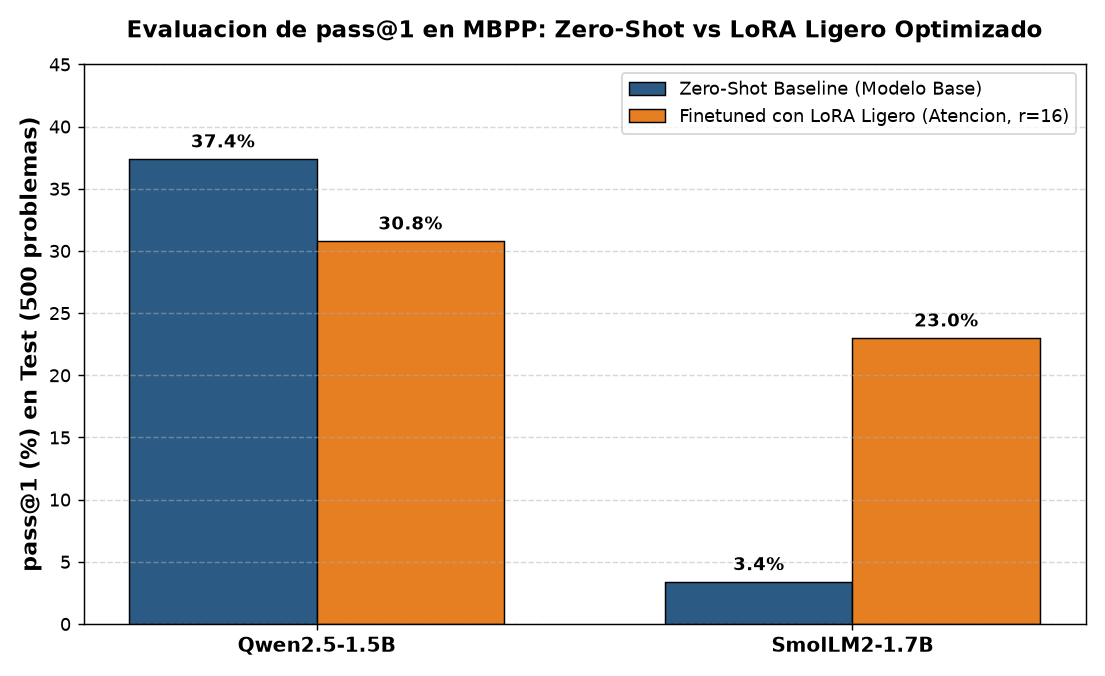 Evaluacion de pass@1 en MBPP: Zero-Shot vs LoRA Ligero Optimizado
Zero-Shot Baseline (Modelo Base)
Finetuned con LoRA Ligero (Atencion, r=16)
pass@1 (%) en Test (500 problemas)
45
40
35
30
25
20
15
10
5
0
37.4%
30.8%
3.4%
23.0%
Qwen2.5-1.5B
SmolLM2-1.7B